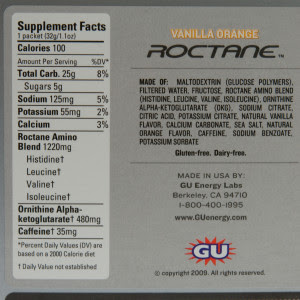 Supplement Facts
1 packet (32g/1.1oz)
Calories 100
Amount Per Serving %DV*
Total Carb. 25g 8%
Sugars 5g
Sodium 125mg 5%
Potassium 55mg 2%
Calcium 3%
Roctane Amino
Blend 1220mg
Histidine†
Leucine†
Valine†
Isoleucine†
Ornithine Alpha-
ketoglutarate† 480mg
Caffeine† 35mg
*Percent Daily Values (DV) are
based on a 2000 Calorie diet
† Daily Value not established
VANILLA ORANGE
ROCTANE™
MADE OF: MALTODEXTRIN (GLUCOSE POLYMERS),
FILTERED WATER, FRUCTOSE, ROCTANE AMINO BLEND
(HISTIDINE, LEUCINE, VALINE, ISOLEUCINE), ORNITHINE
ALPHA-KETOGLUTARATE (OKG), SODIUM CITRATE,
CITRIC ACID, POTASSIUM CITRATE, NATURAL VANILLA
FLAVOR, CALCIUM CARBONATE, SEA SALT, NATURAL
ORANGE FLAVOR, CAFFEINE, SODIUM BENZOATE,
POTASSIUM SORBATE
Gluten-free. Dairy-free.
MADE IN USA BY:
GU Energy Labs
Berkeley, CA 94710
1-800-400-1995
www.GUenergy.com
GU
© copyright 2009. All rights reserved.